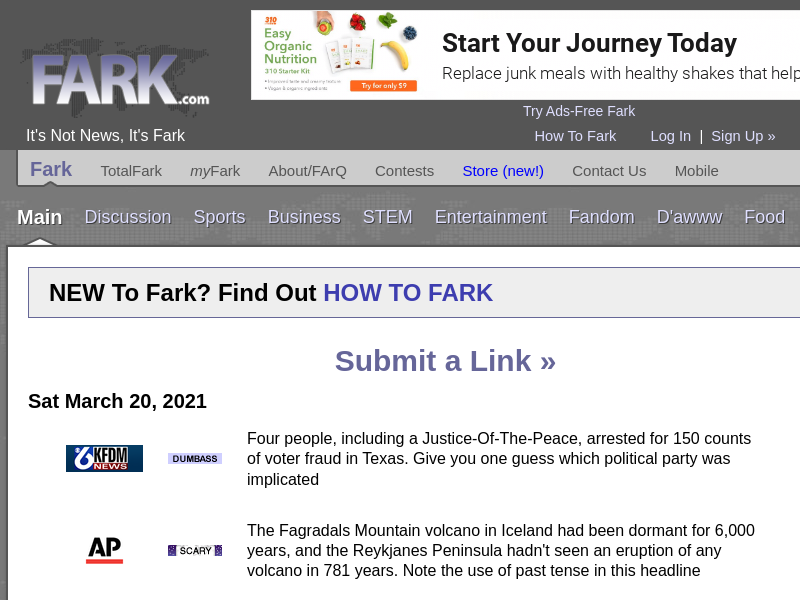 310
Easy
Organic
Nutrition
310 Starter Kit
Try for only $9
Start Your Journey Today
Replace junk meals with healthy shakes that help
FARK.com
Try Ads-Free Fark
It's Not News, It's Fark
How To Fark
Log In | Sign Up »
Fark TotalFark myFark About/FArQ Contests Store (new!) Contact Us Mobile
Main Discussion Sports Business STEM Entertainment Fandom D'awww Food
NEW To Fark? Find Out HOW TO FARK
Submit a Link »
Sat March 20, 2021
6 KFDM NEWS
DUMBASS
Four people, including a Justice-Of-The-Peace, arrested for 150 counts
of voter fraud in Texas. Give you one guess which political party was
implicated
AP
SCARY
The Fagradals Mountain volcano in Iceland had been dormant for 6,000
years, and the Reykjanes Peninsula hadn't seen an eruption of any
volcano in 781 years. Note the use of past tense in this headline